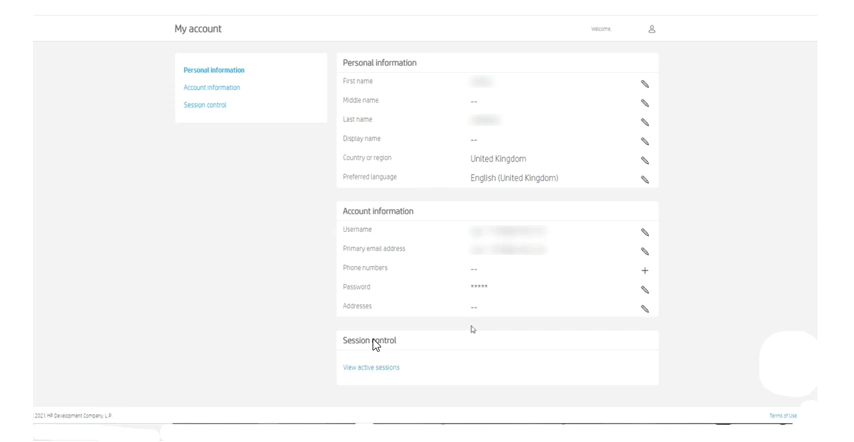 My account
Welcome,
Personal information
Account information
Session control
Personal information
First name
Middle name --
Last name
Display name --
Country or region United Kingdom
Preferred language English (United Kingdom)
Account information
Username
Primary email address
Phone numbers --
Password *****
Addresses --
Session control
View active sessions
2021 HP Development Company, L.P.
Terms of Use